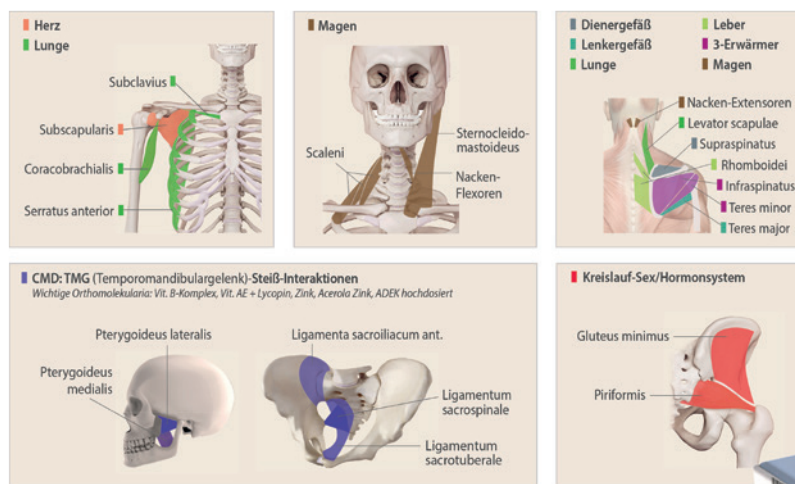 Herz
Lunge
Subclavius
Subscapularis
Coracobrachialis
Serratus anterior
Magen
Scaleni
Sternocleido-
mastoideus
Nacken-
Flexoren
Dienergefäß
Lenkergefäß
Lunge
Leber
3-Erwärmer
Magen
Nacken-Extensoren
Levator scapulae
Supraspinatus
Rhomboidei
Infraspinatus
Teres minor
Teres major
CMD: TMG (Temporomandibulargelenk)-Steiß-Interaktionen
Wichtige Orthomolekularia: Vit. B-Komplex, Vit. AE + Lycopin, Zink, Acerola Zink, ADEK hochdosiert
Pterygoideus lateralis
Pterygoideus
medialis
Ligamenta sacroiliacum ant.
Ligamentum
sacrospinale
Ligamentum
sacrotuberale
Kreislauf-Sex/Hormonsystem
Gluteus minimus
Piriformis